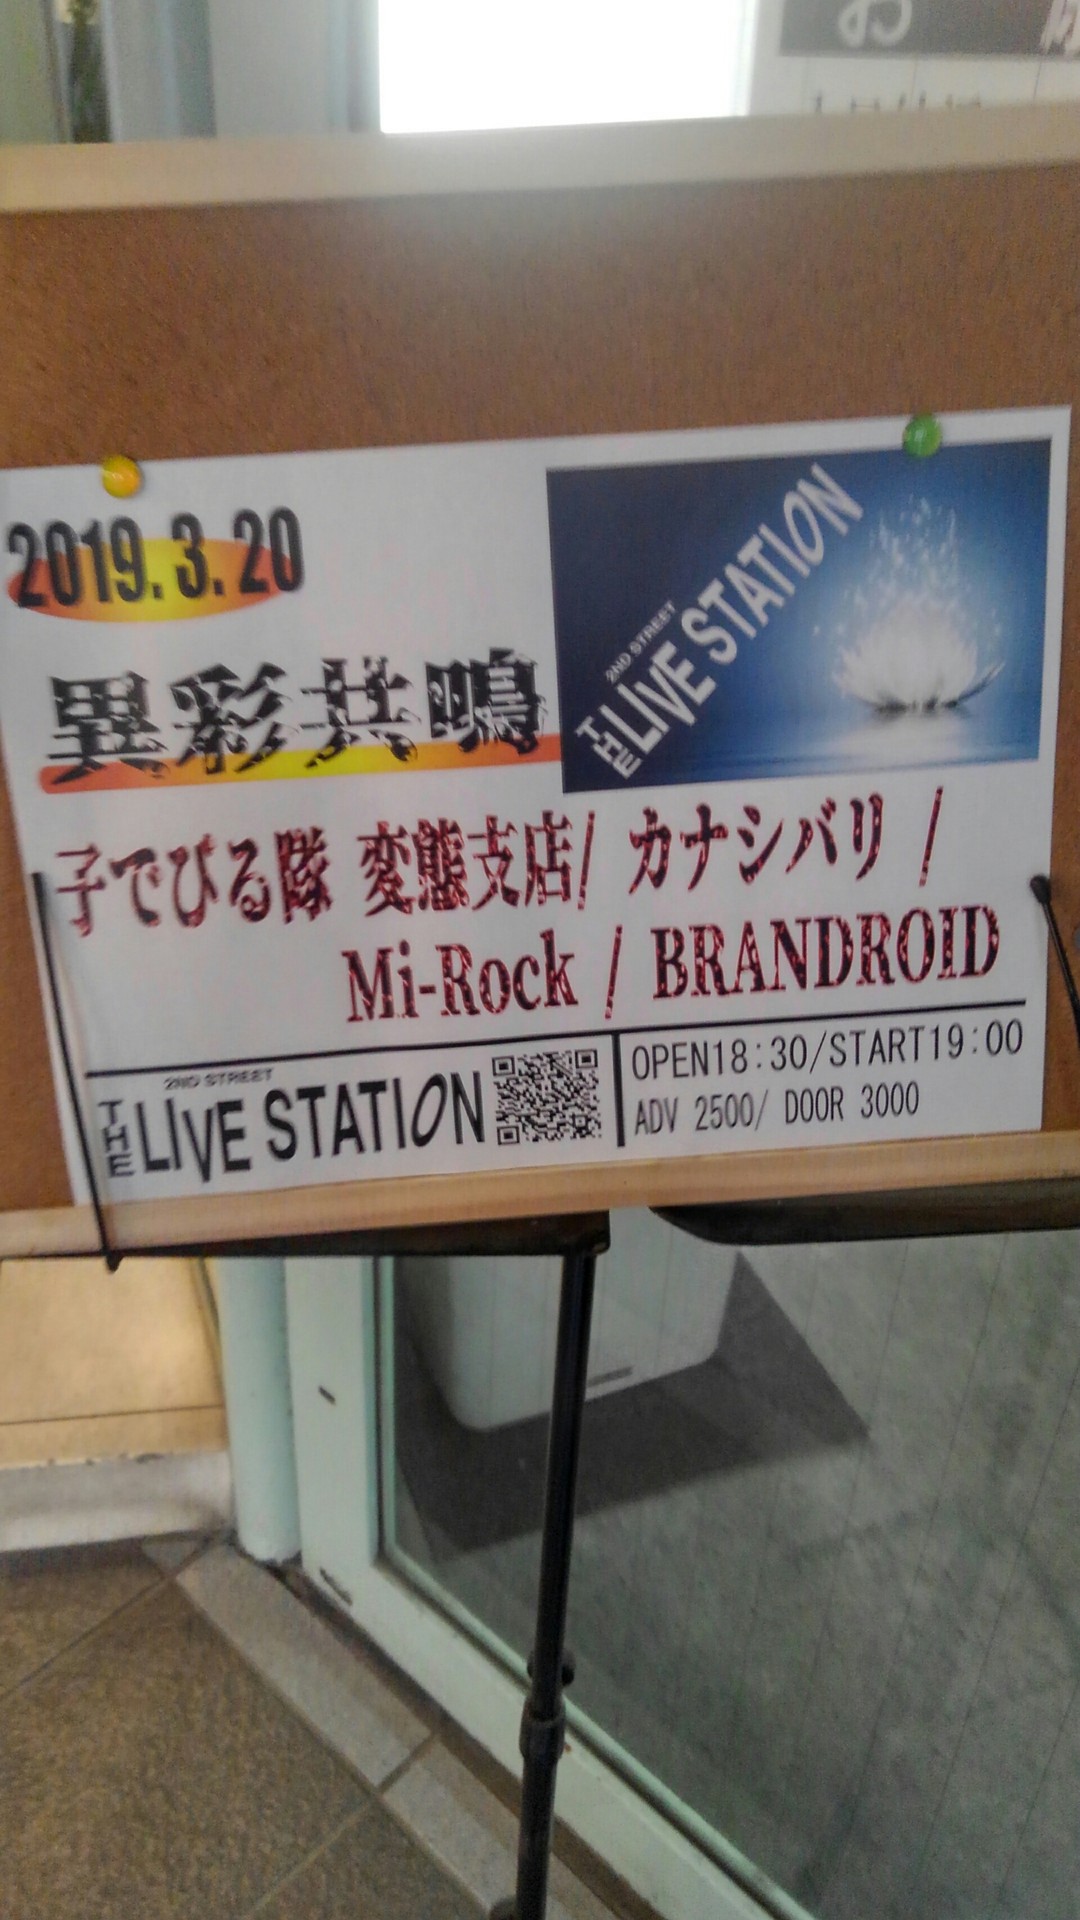 お
2019.3.20
2ND STREET
THE LIVE STATION
異彩共鳴
子でびる隊 変態支店/ カナシバリ /
Mi-Rock / BRANDROID
2ND STREET
THE LIVE STATION
OPEN18:30/START19:00
ADV 2500/ DOOR 3000